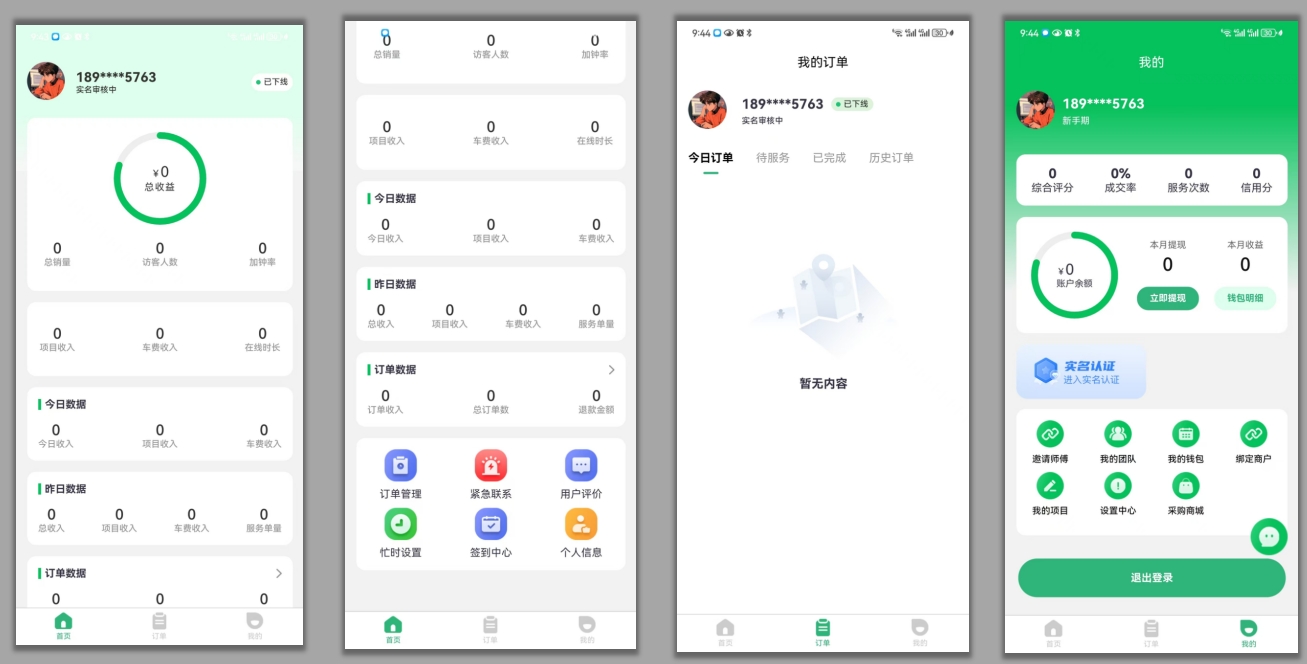 189****5763
实名审核中
已下线
¥0
总收益
0 0 0
总销量 访客人数 加钟率
0 0 0
项目收入 车费收入 在线时长
今日数据
0 0 0
今日收入 项目收入 车费收入
昨日数据
0 0 0 0
总收入 项目收入 车费收入 服务单量
订单数据
0 0 0
首页 订单 我的
0 0 0
总销量 访客人数 加钟率
0 0 0
项目收入 车费收入 在线时长
今日数据
0 0 0
今日收入 项目收入 车费收入
昨日数据
0 0 0 0
总收入 项目收入 车费收入 服务单量
订单数据
0 0 0
订单收入 总订单数 退款金额
订单管理 紧急联系 用户评价
忙时设置 签到中心 个人信息
首页 订单 我的
9:44
我的订单
189****5763 已下线
实名审核中
今日订单 待服务 已完成 历史订单
暂无内容
首页 订单 我的
9:44
我的
189****5763
新手期
0 0% 0 0
综合评分 成交率 服务次数 信用分
¥0
账户余额
本月提现 本月收益
0 0
立即提现 钱包明细
实名认证
进入实名认证
邀请师傅 我的团队 我的钱包 绑定商户
我的项目 设置中心 采购商城
退出登录
首页 订单 我的